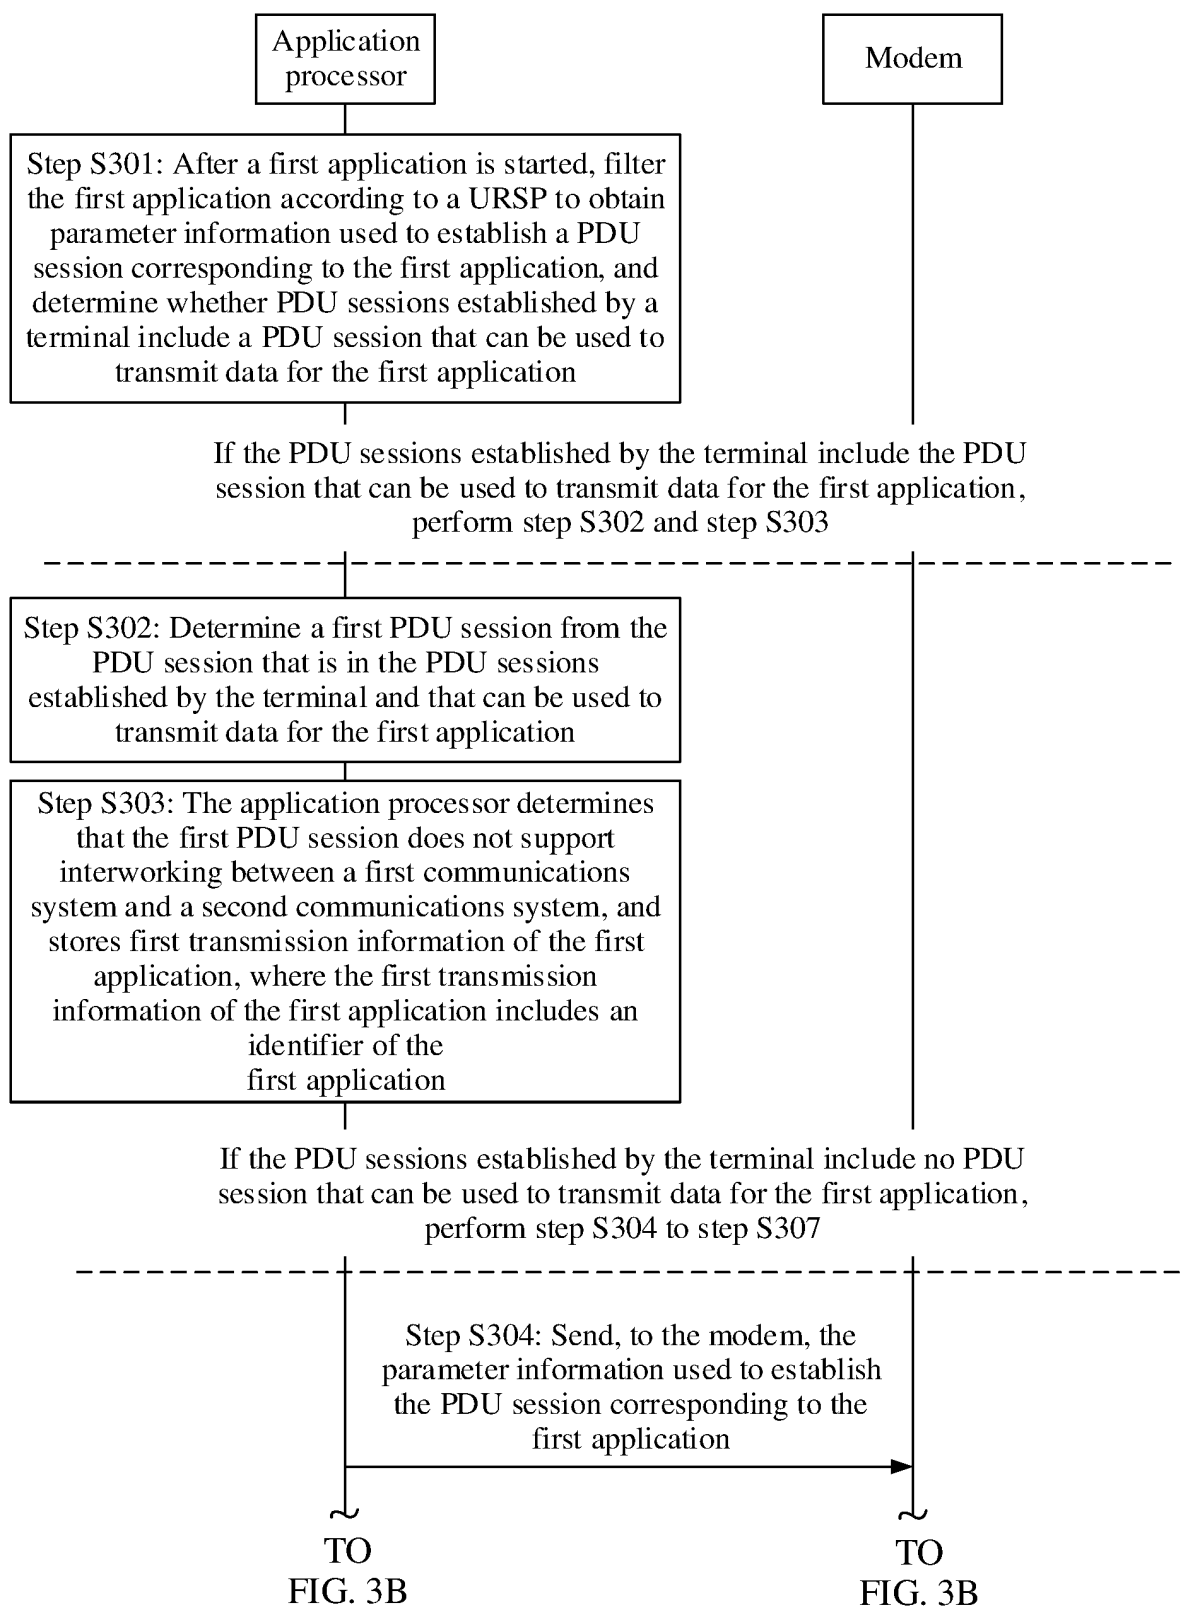 Application
processor
Modem
Step S301: After a first application is started, filter
the first application according to a URSP to obtain
parameter information used to establish a PDU
session corresponding to the first application, and
determine whether PDU sessions established by a
terminal include a PDU session that can be used to
transmit data for the first application
If the PDU sessions established by the terminal include the PDU
session that can be used to transmit data for the first application,
perform step S302 and step S303
Step S302: Determine a first PDU session from the
PDU session that is in the PDU sessions
established by the terminal and that can be used to
transmit data for the first application
Step S303: The application processor determines
that the first PDU session does not support
interworking between a first communications
system and a second communications system, and
stores first transmission information of the first
application, where the first transmission
information of the first application includes an
identifier of the
first application
If the PDU sessions established by the terminal include no PDU
session that can be used to transmit data for the first application,
perform step S304 to step S307
Step S304: Send, to the modem, the
parameter information used to establish
the PDU session corresponding to the
first application
TO
FIG. 3B
TO
FIG. 3B